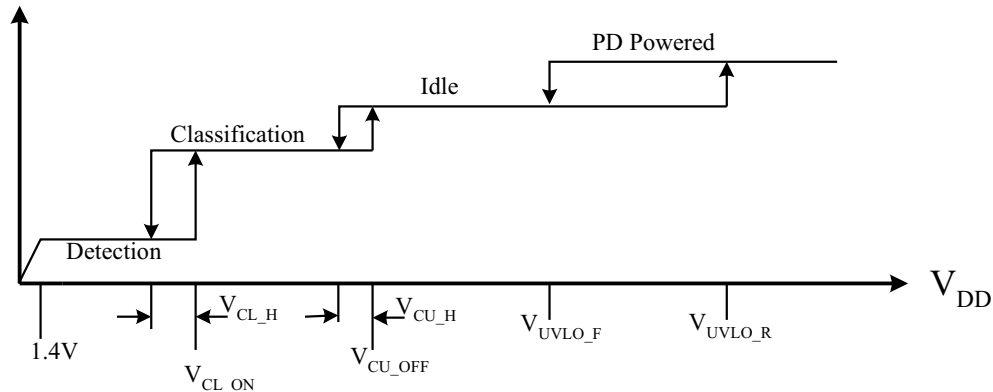 PD Powered
Idle
Classification
Detection
V_DD
V_CL_H
V_CU_H
V_UVLO_F
V_UVLO_R
1.4V
V_CU_OFF
V_CL_ON